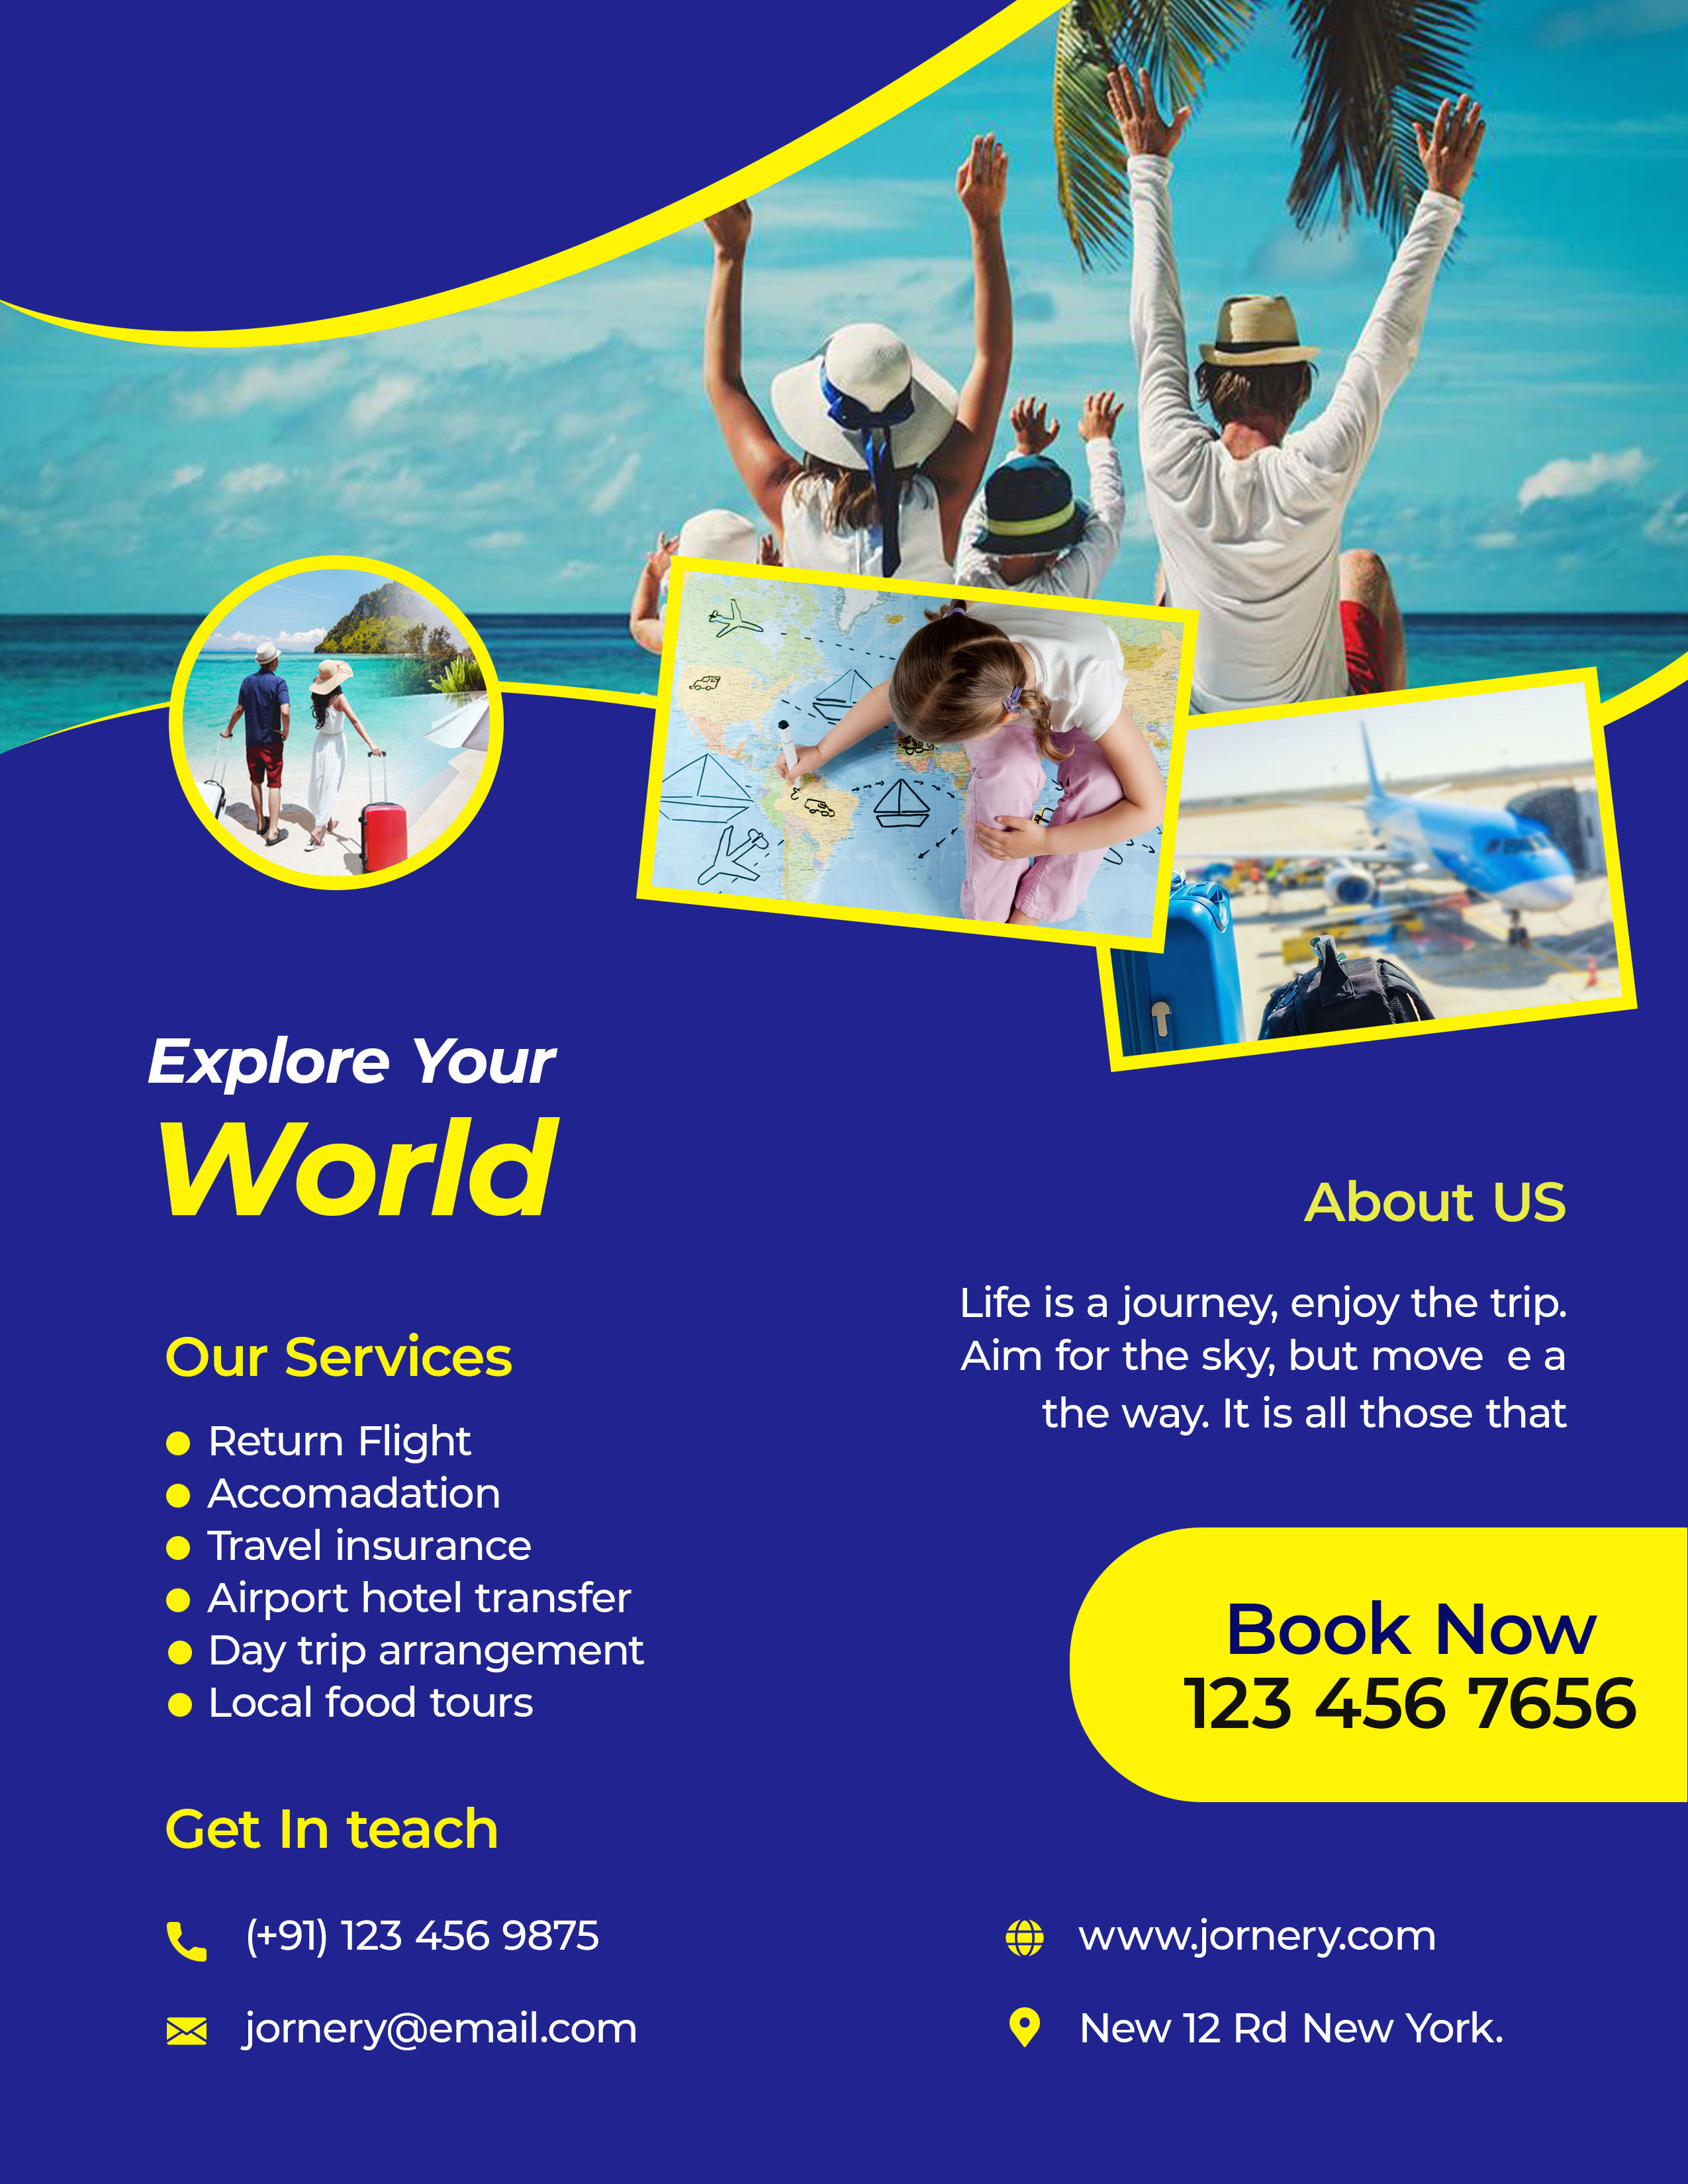 Explore Your
World
Our Services
Return Flight
Accomadation
Travel insurance
Airport hotel transfer
Day trip arrangement
Local food tours
About US
Life is a journey, enjoy the trip.
Aim for the sky, but move  e a
the way. It is all those that
Book Now
123 456 7656
Get In teach
(+91) 123 456 9875
jornery@email.com
www.jornery.com
New 12 Rd New York.